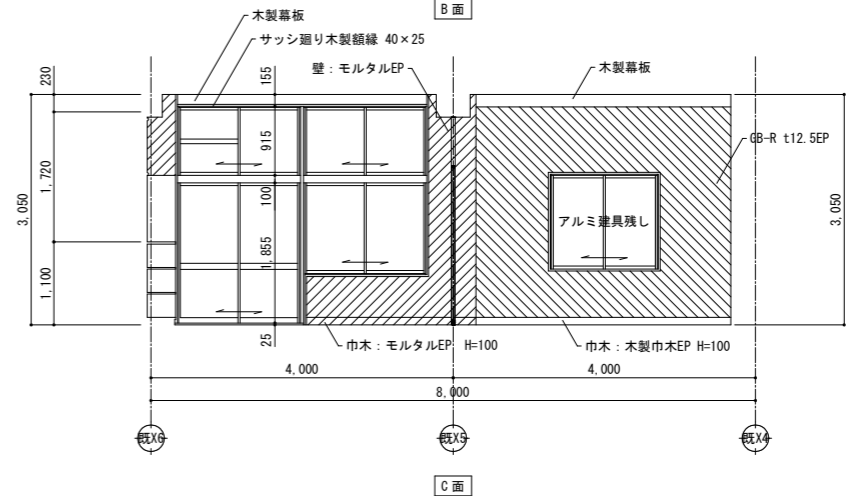 B面
木製幕板
サッシ廻り木製額縁 40×25
壁：モルタルEP
木製幕板
GB-R t12.5EP
アルミ建具残し
230
1,720
1,100
3,050
155
915
100
1,855
25
3,050
巾木：モルタルEP H=100
巾木：木製巾木EP H=100
4,000
4,000
8,000
既X6
既X5
既X4
C面